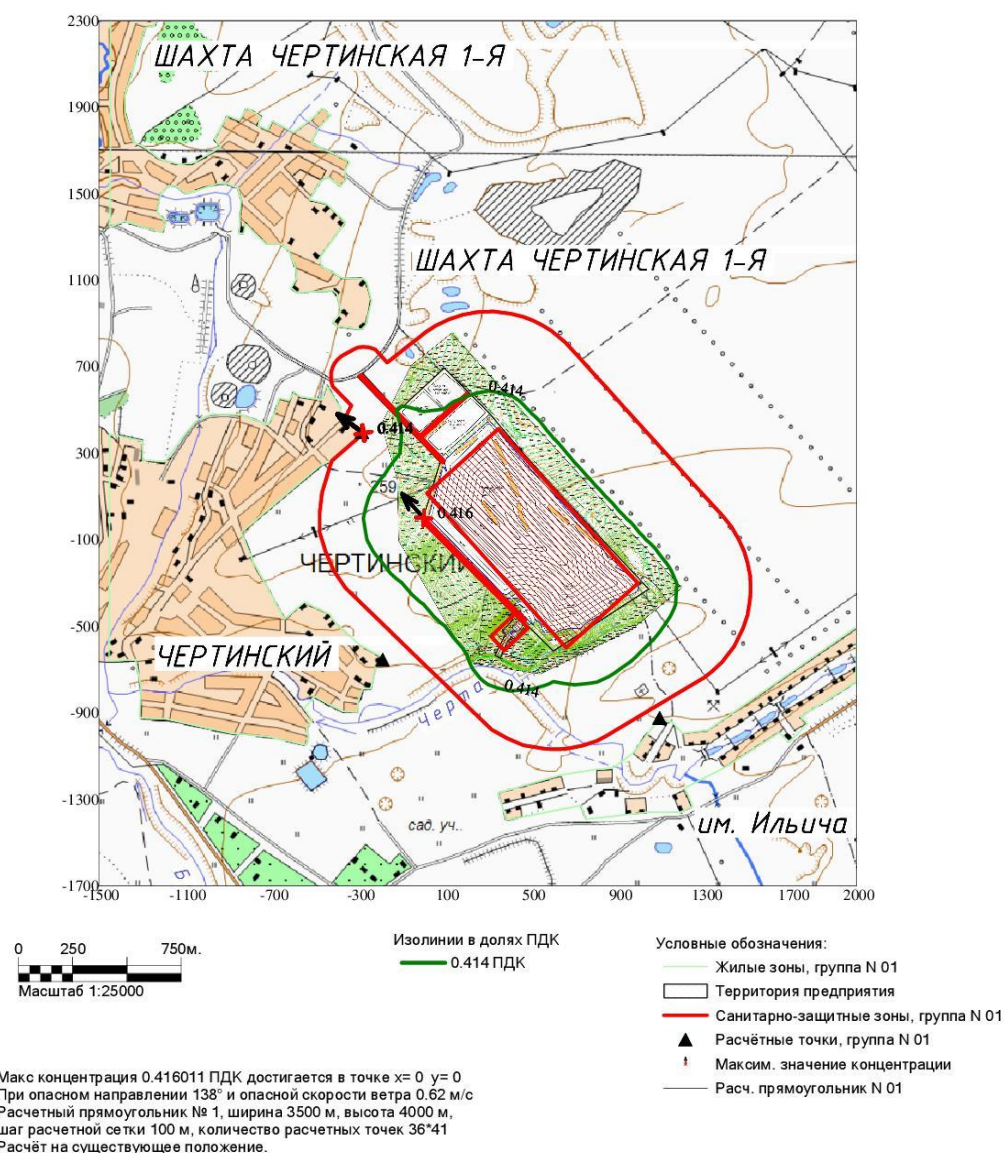 2300
ШАХТА ЧЕРТИНСКАЯ 1-Я
1900
1500
ШАХТА ЧЕРТИНСКАЯ 1-Я
1100
700
0.414
0.414
300
259
0.416
-100
ЧЕРТИНСКИЙ
-500
ЧЕРТИНСКИЙ
0.414
Черта
-900
-1300
сад. уч..
им. Ильича
Б
-1700
-1500 -1100 -700 -300 100 500 900 1300 1700 2000
0 250 750м.
Масштаб 1:25000
Изолинии в долях ПДК
0.414 ПДК
Условные обозначения:
Жилые зоны, группа N 01
Территория предприятия
Санитарно-защитные зоны, группа N 01
Расчётные точки, группа N 01
Максим. значение концентрации
Расч. прямоугольник N 01
Макс концентрация 0.416011 ПДК достигается в точке x= 0 y= 0
При опасном направлении 138° и опасной скорости ветра 0.62 м/с
Расчетный прямоугольник № 1, ширина 3500 м, высота 4000 м,
шаг расчетной сетки 100 м, количество расчетных точек 36*41
Расчёт на существующее положение.